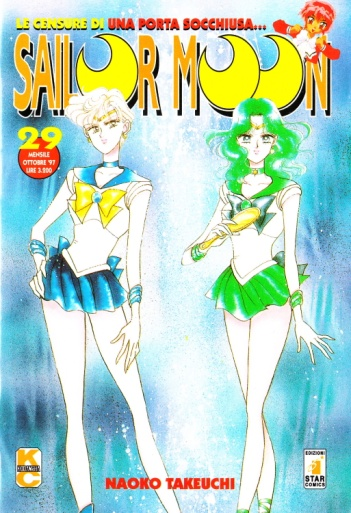 LE CENSURE DI UNA PORTA SOCCHIUSA...
SAILOR MOON
29
MENSILE
OTTOBRE '97
LIRE 3.200
K
C
NAOKO TAKEUCHI
EDIZIONI
STAR
COMICS